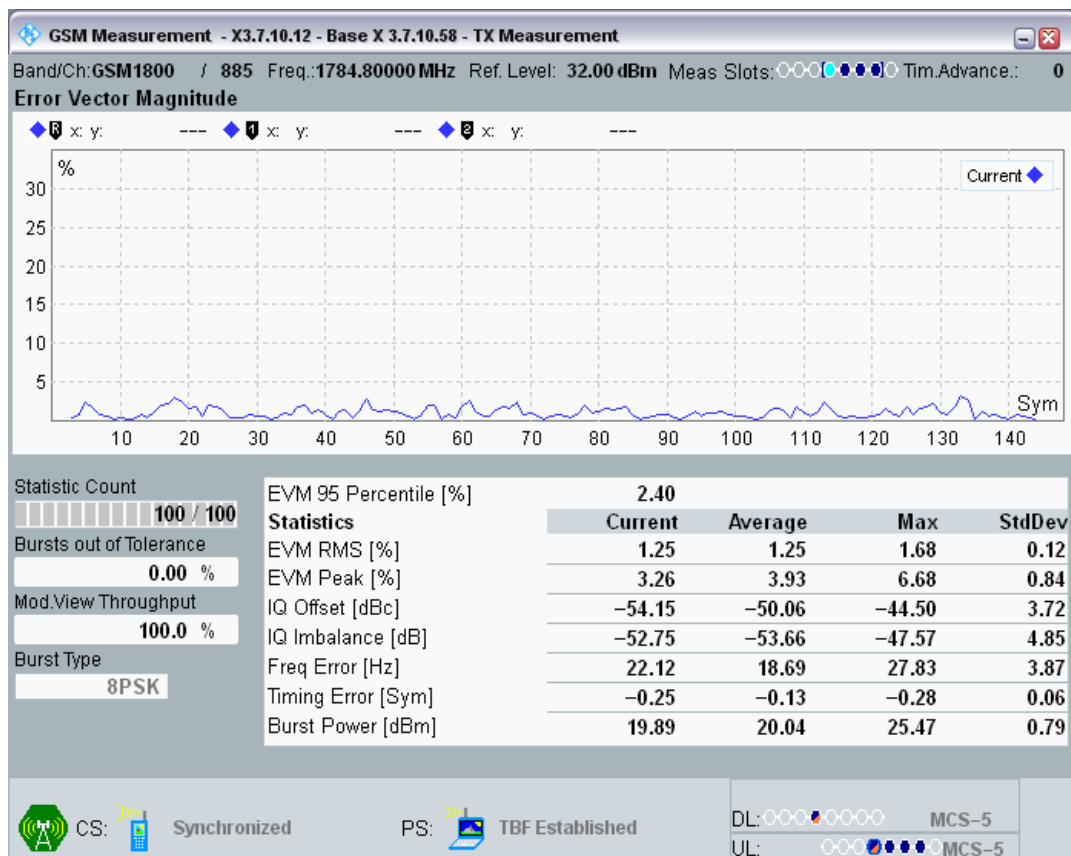 GSM Measurement - X3.7.10.12 - Base X 3.7.10.58 - TX Measurement
Band/Ch:GSM1800 / 885 Freq.:1784.80000 MHz Ref. Level: 32.00 dBm Meas Slots: Tim.Advance.: 0
Error Vector Magnitude
R x: y: --- 1 x: y: --- 2 x: y: ---
%
Current
30
25
20
15
10
5
Sym
10 20 30 40 50 60 70 80 90 100 110 120 130 140
Statistic Count
100 / 100
Bursts out of Tolerance
0.00 %
Mod.View Throughput
100.0 %
Burst Type
8PSK
EVM 95 Percentile [%] 2.40
Statistics Current Average Max StdDev
EVM RMS [%] 1.25 1.25 1.68 0.12
EVM Peak [%] 3.26 3.93 6.68 0.84
IQ Offset [dBc] −54.15 −50.06 −44.50 3.72
IQ Imbalance [dB] −52.75 −53.66 −47.57 4.85
Freq Error [Hz] 22.12 18.69 27.83 3.87
Timing Error [Sym] −0.25 −0.13 −0.28 0.06
Burst Power [dBm] 19.89 20.04 25.47 0.79
CS: Synchronized PS: TBF Established
DL: MCS−5
UL: MCS−5